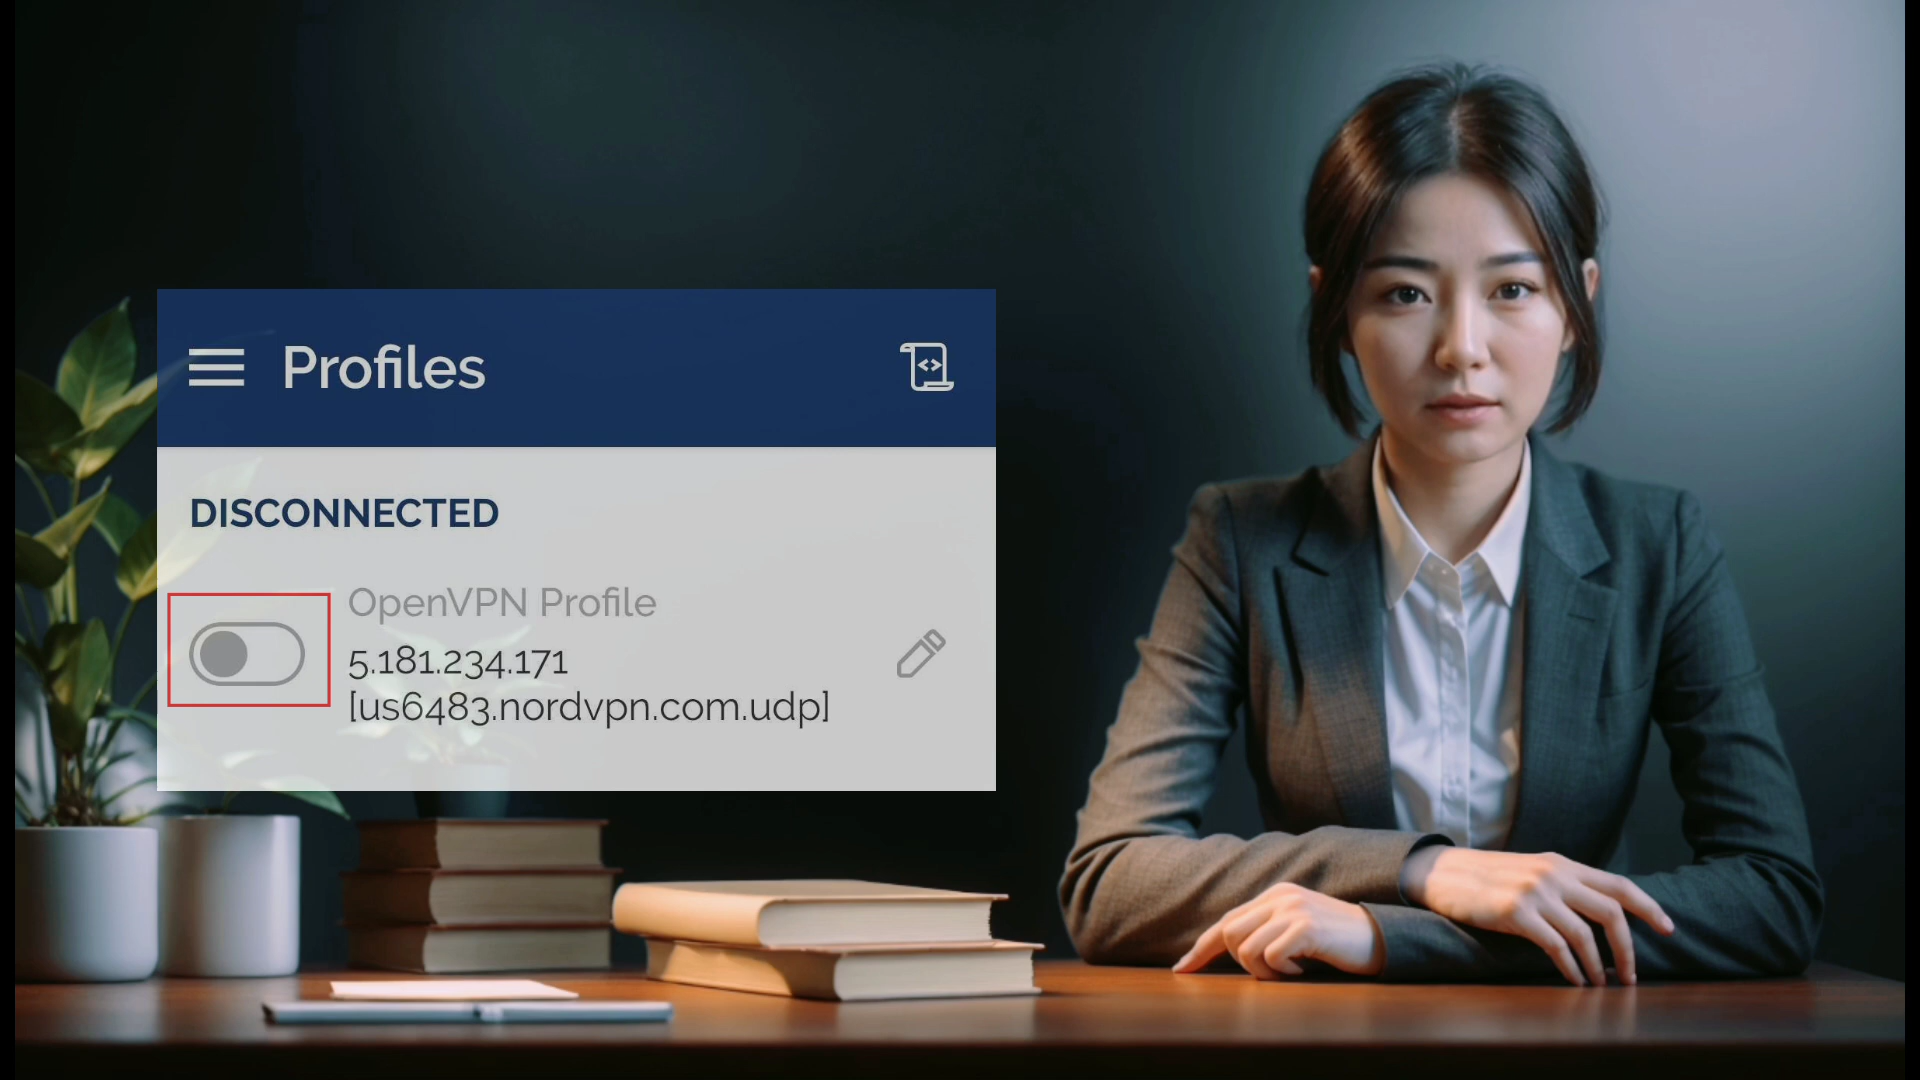 Profiles
DISCONNECTED
OpenVPN Profile
5.181.234.171
[us6483.nordvpn.com.udp]